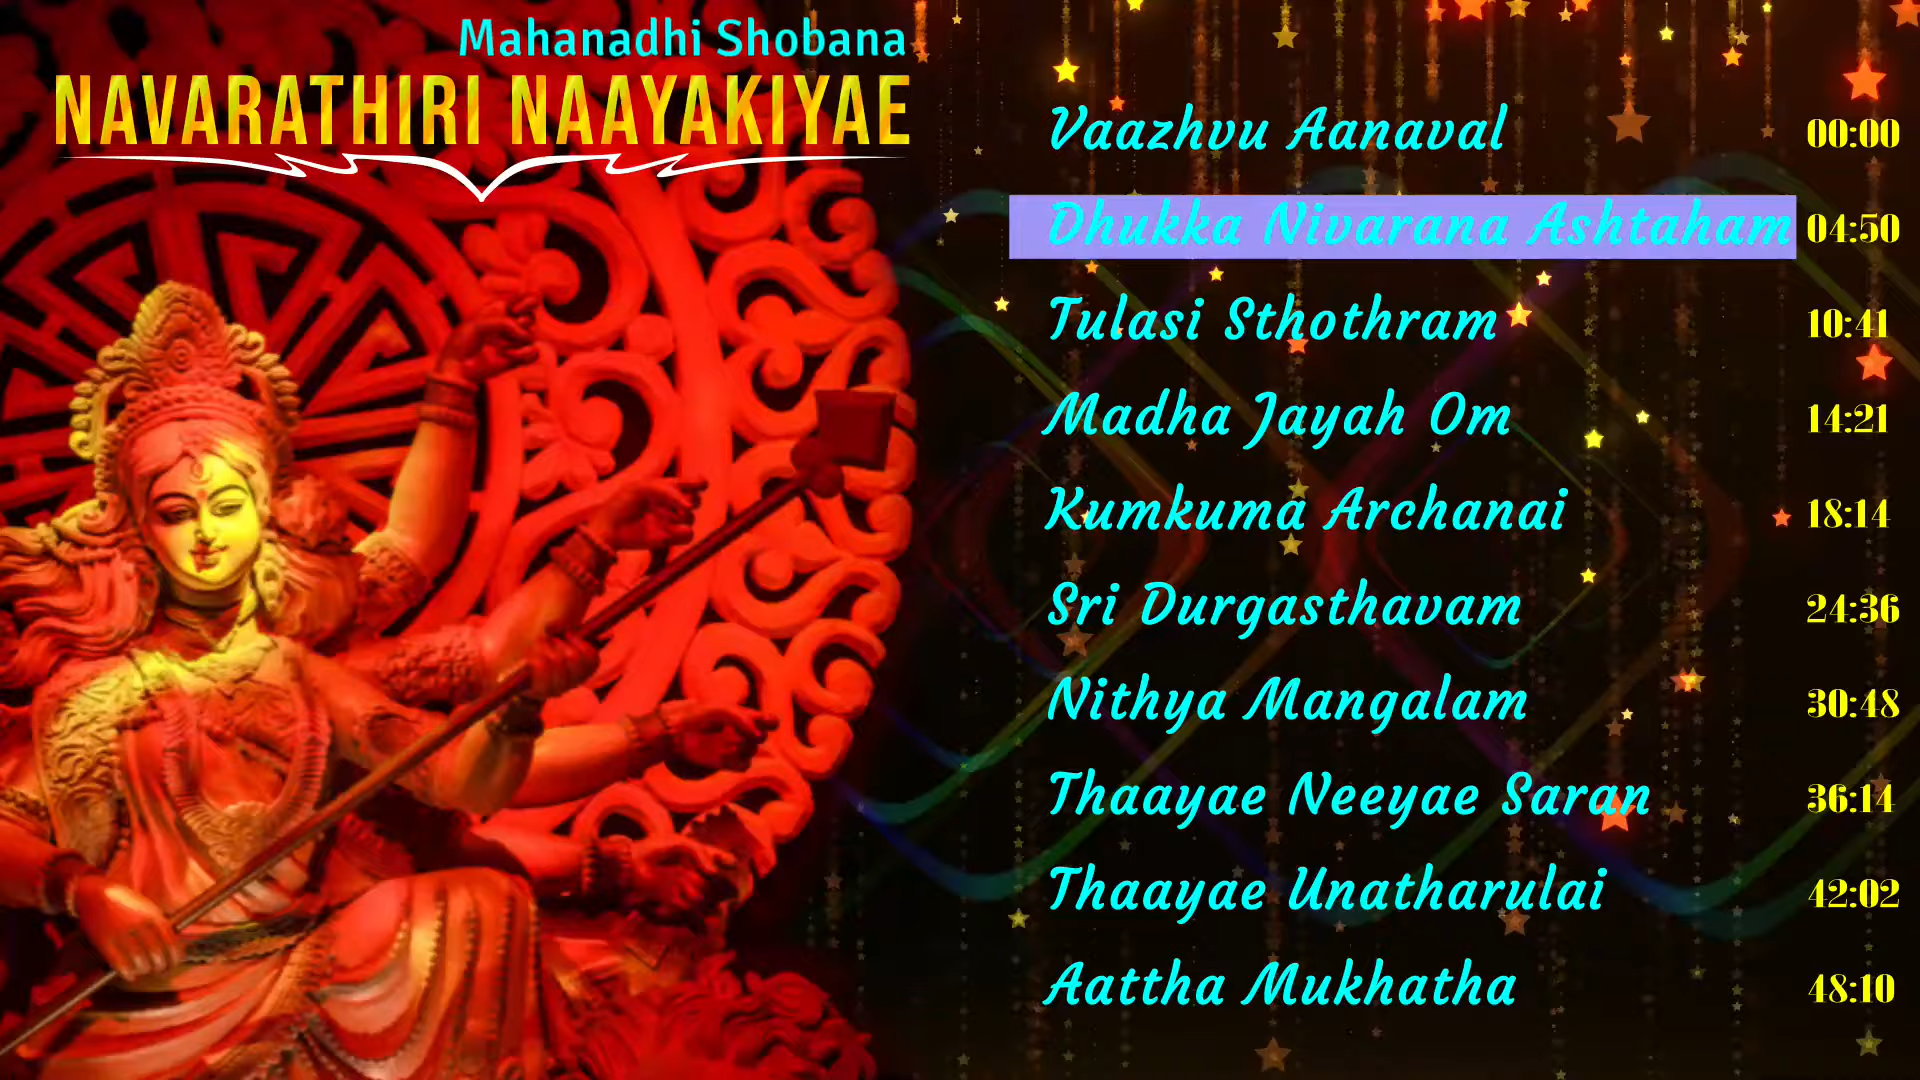 Mahanadhi Shobana
NAVARATHIRI NAAYAKIYAE
Vaazhvu Aanaval 00:00
Dhukka Nivarana Ashtaham 04:50
Tulasi Sthothram 10:41
Madha Jayah Om 14:21
Kumkuma Archanai 18:14
Sri Durgasthavam 24:36
Nithya Mangalam 30:48
Thaayae Neeyae Saran 36:14
Thaayae Unatharulai 42:02
Aattha Mukhatha 48:10